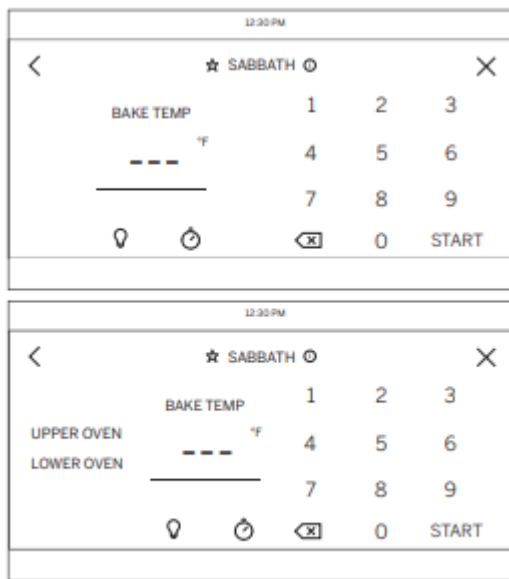 12:30 PM
SABBATH
BAKE TEMP
1 2 3
--- °F
4 5 6
7 8 9
0 START
12:30 PM
SABBATH
BAKE TEMP
1 2 3
UPPER OVEN
--- °F
4 5 6
LOWER OVEN
7 8 9
0 START